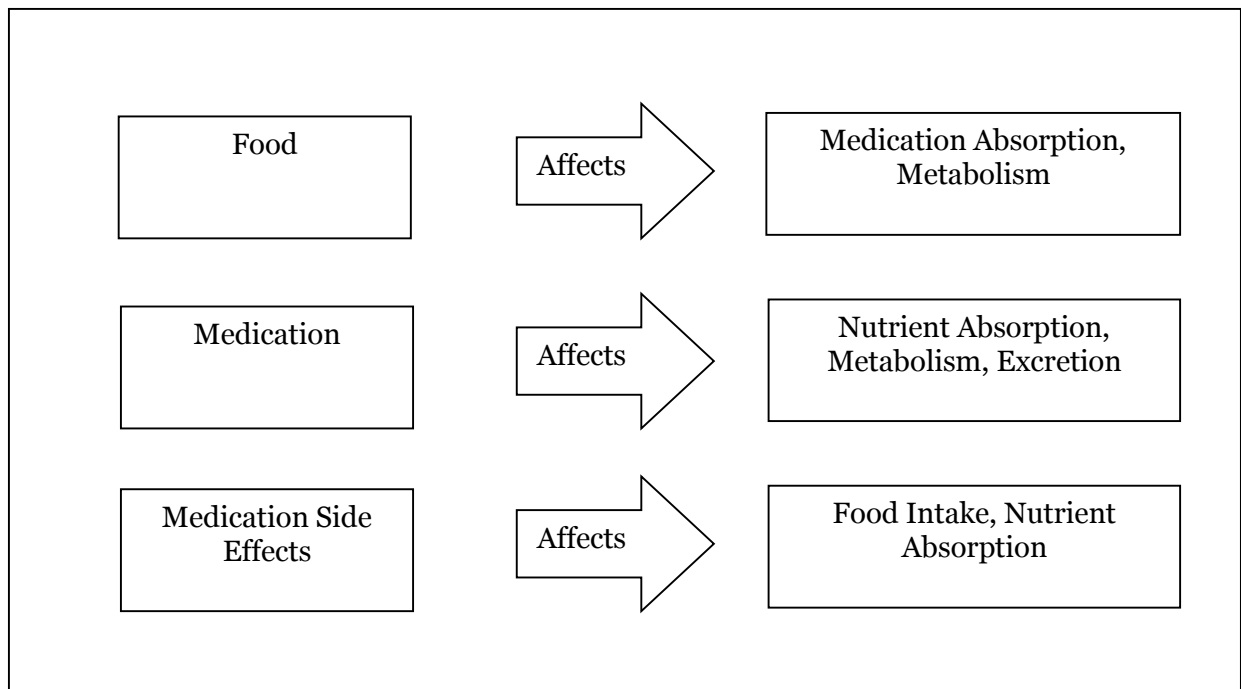 Food
Affects
Medication Absorption,
Metabolism
Medication
Affects
Nutrient Absorption,
Metabolism, Excretion
Medication Side
Effects
Affects
Food Intake, Nutrient
Absorption